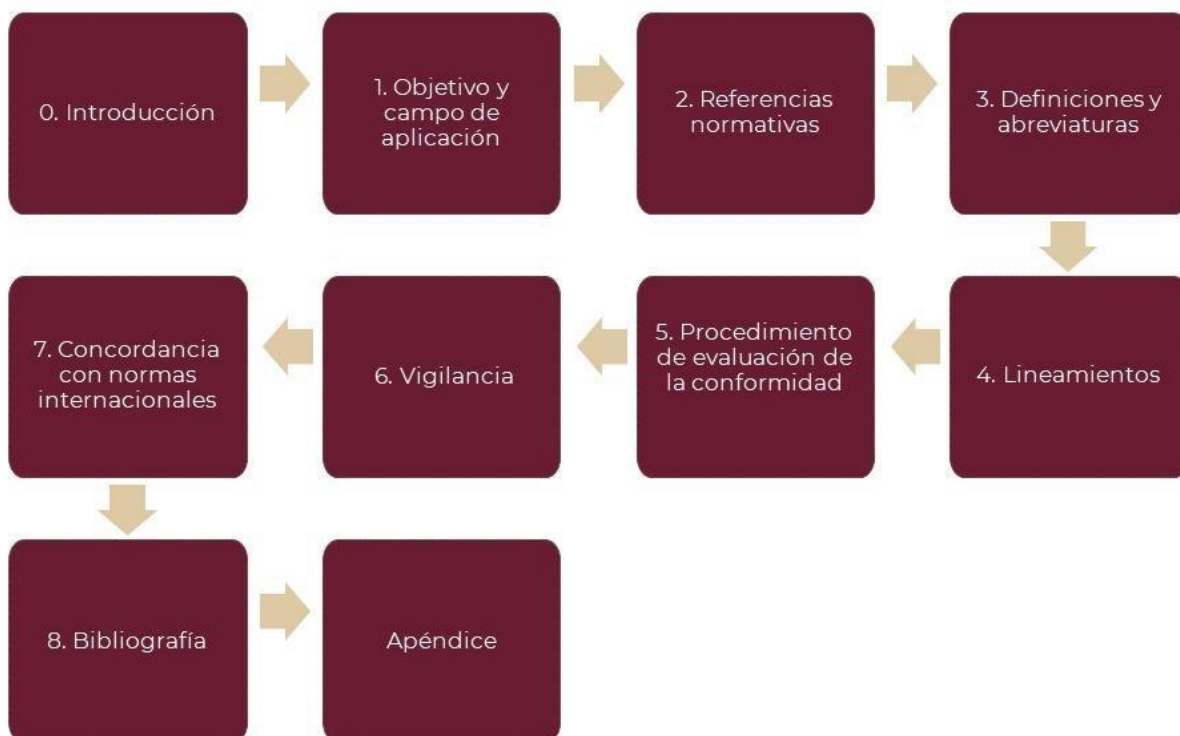 0. Introducción
1. Objetivo y
campo de
aplicación
2. Referencias
normativas
3. Definiciones y
abreviaturas
4. Lineamientos
5. Procedimiento
de evaluación de
la conformidad
6. Vigilancia
7. Concordancia
con normas
internacionales
8. Bibliografía
Apéndice